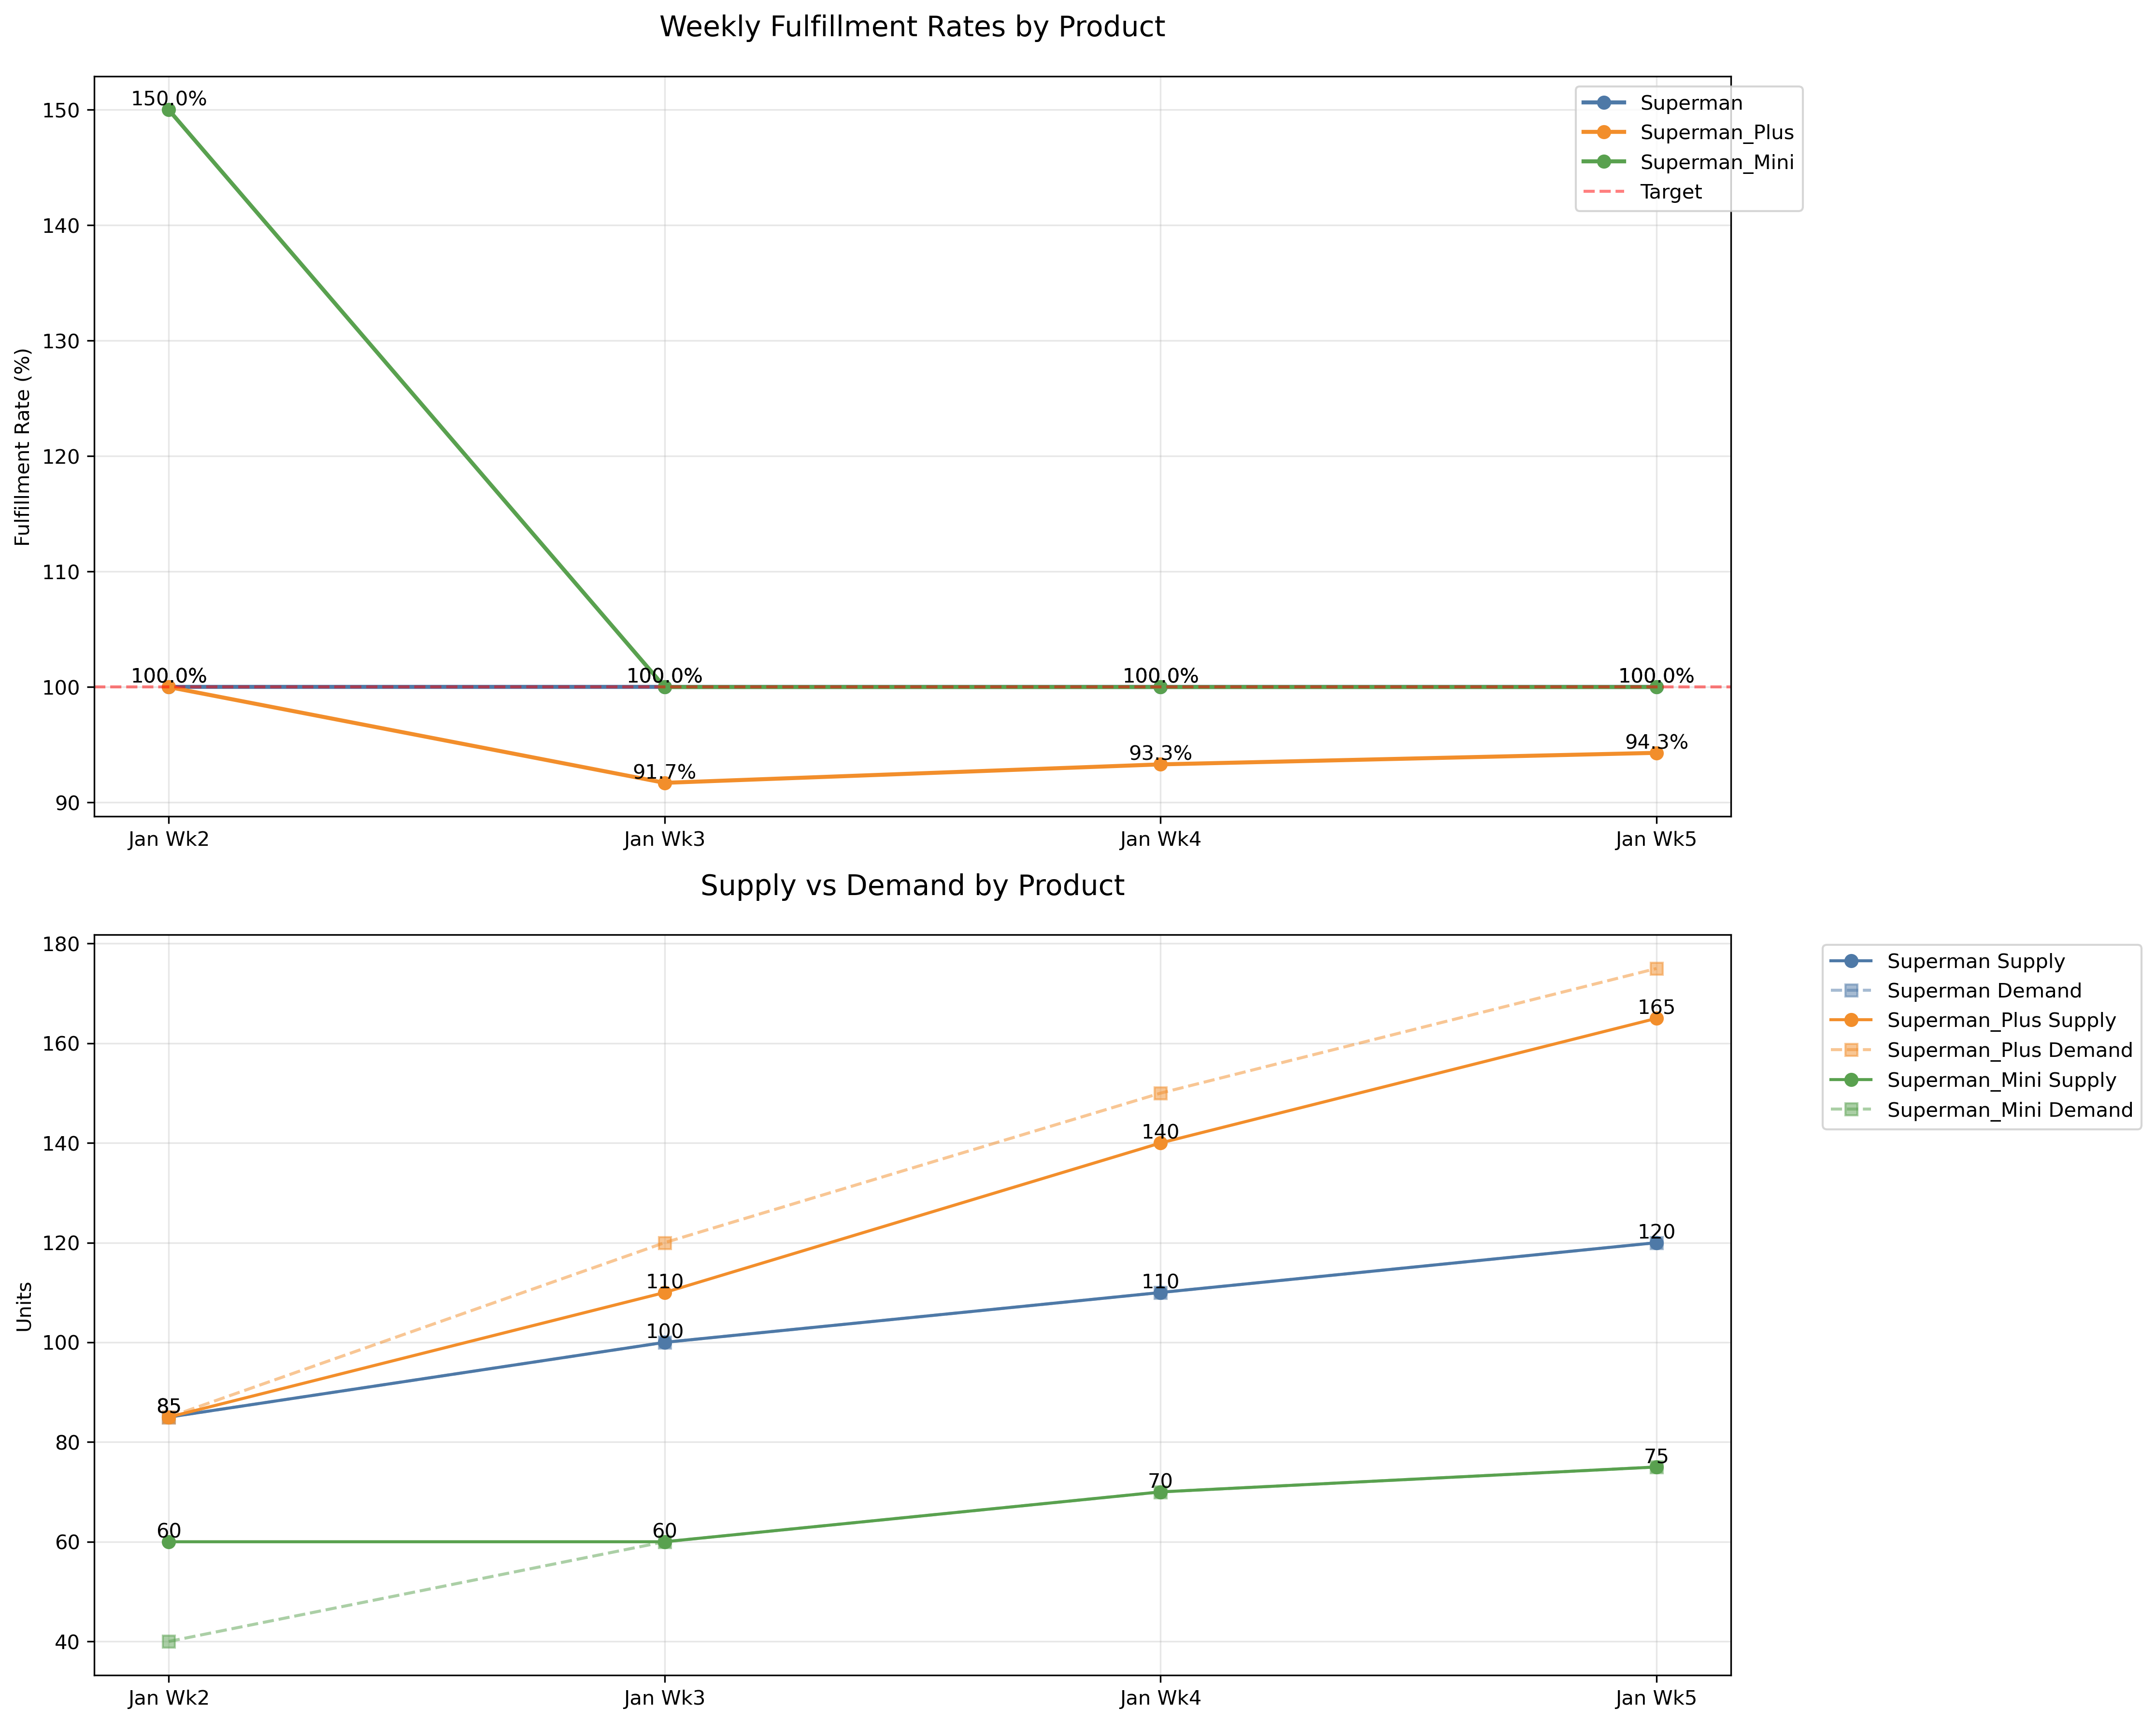 Weekly Fulfillment Rates by Product
150.0%
Superman
Superman_Plus
Superman_Mini
Target
150
140
130
120
110
100
90
Fulfillment Rate (%)
100.0%
100.0%
100.0%
100.0%
91.7%
93.3%
94.3%
Jan Wk2
Jan Wk3
Jan Wk4
Jan Wk5
Supply vs Demand by Product
180
160
140
120
100
80
60
40
Units
Superman Supply
Superman Demand
Superman_Plus Supply
Superman_Plus Demand
Superman_Mini Supply
Superman_Mini Demand
165
140
120
110
110
100
85
75
70
60
60
Jan Wk2
Jan Wk3
Jan Wk4
Jan Wk5